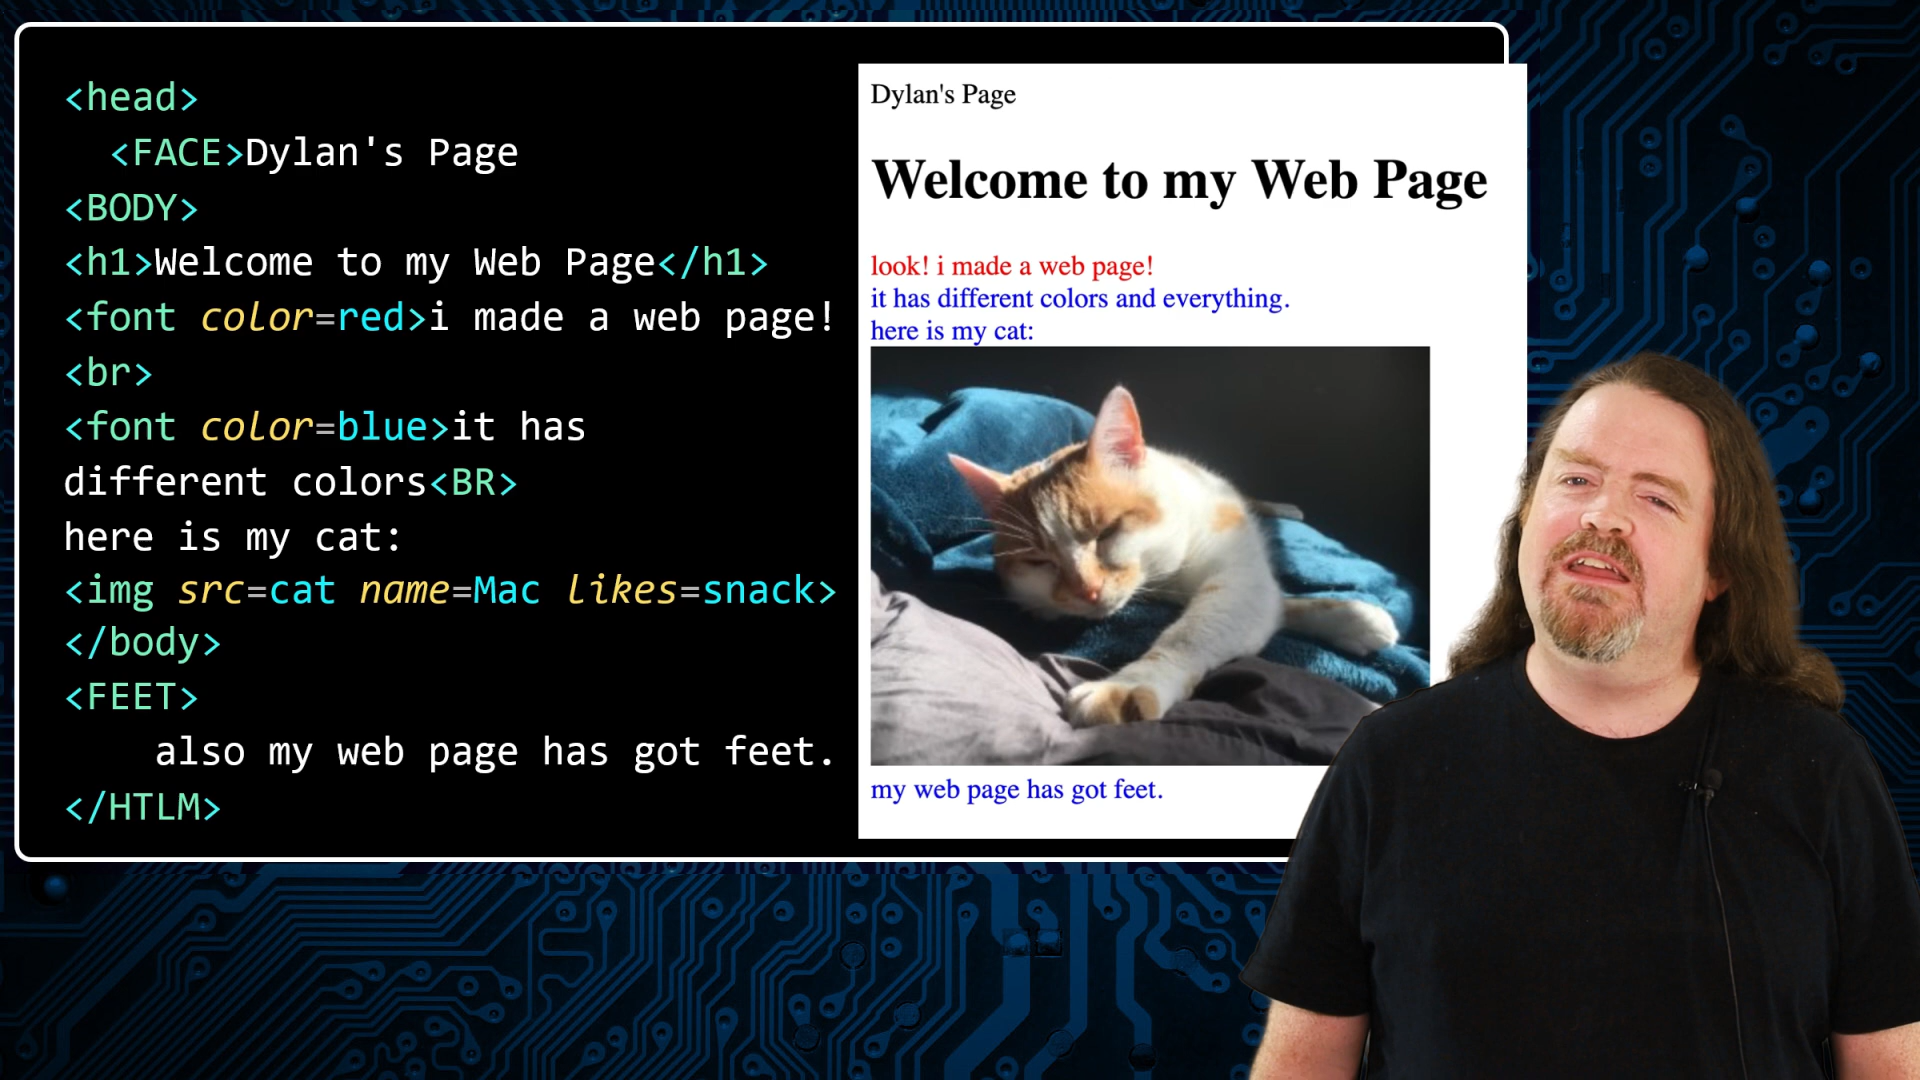 <head>
<FACE>Dylan's Page
<BODY>
<h1>Welcome to my Web Page</h1>
<font color=red>i made a web page!
<br>
<font color=blue>it has
different colors<BR>
here is my cat:
<img src=cat name=Mac likes=snack>
</body>
<FEET>
also my web page has got feet.
</HTLM>
Dylan's Page
Welcome to my Web Page
look! i made a web page!
it has different colors and everything.
here is my cat:
my web page has got feet.